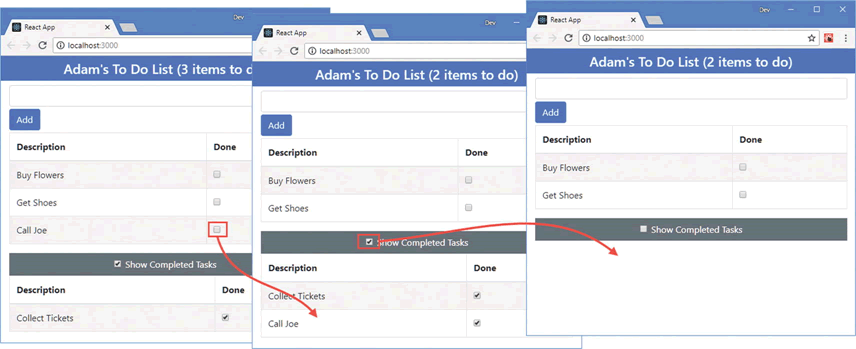 Dev
React App
localhost:3000
Adam's To Do List (3 items to d
Add
Description Done
Buy Flowers
Get Shoes
Call Joe
Show Completed Tasks
Description Done
Collect Tickets
Dev
React App
localhost:3000
Adam's To Do List (2 items to do)
Add
Description Done
Buy Flowers
Get Shoes
Show Completed Tasks
Description Done
Collect Tickets
Call Joe
Dev
React App
localhost:3000
Adam's To Do List (2 items to do)
Add
Description Done
Buy Flowers
Get Shoes
Show Completed Tasks